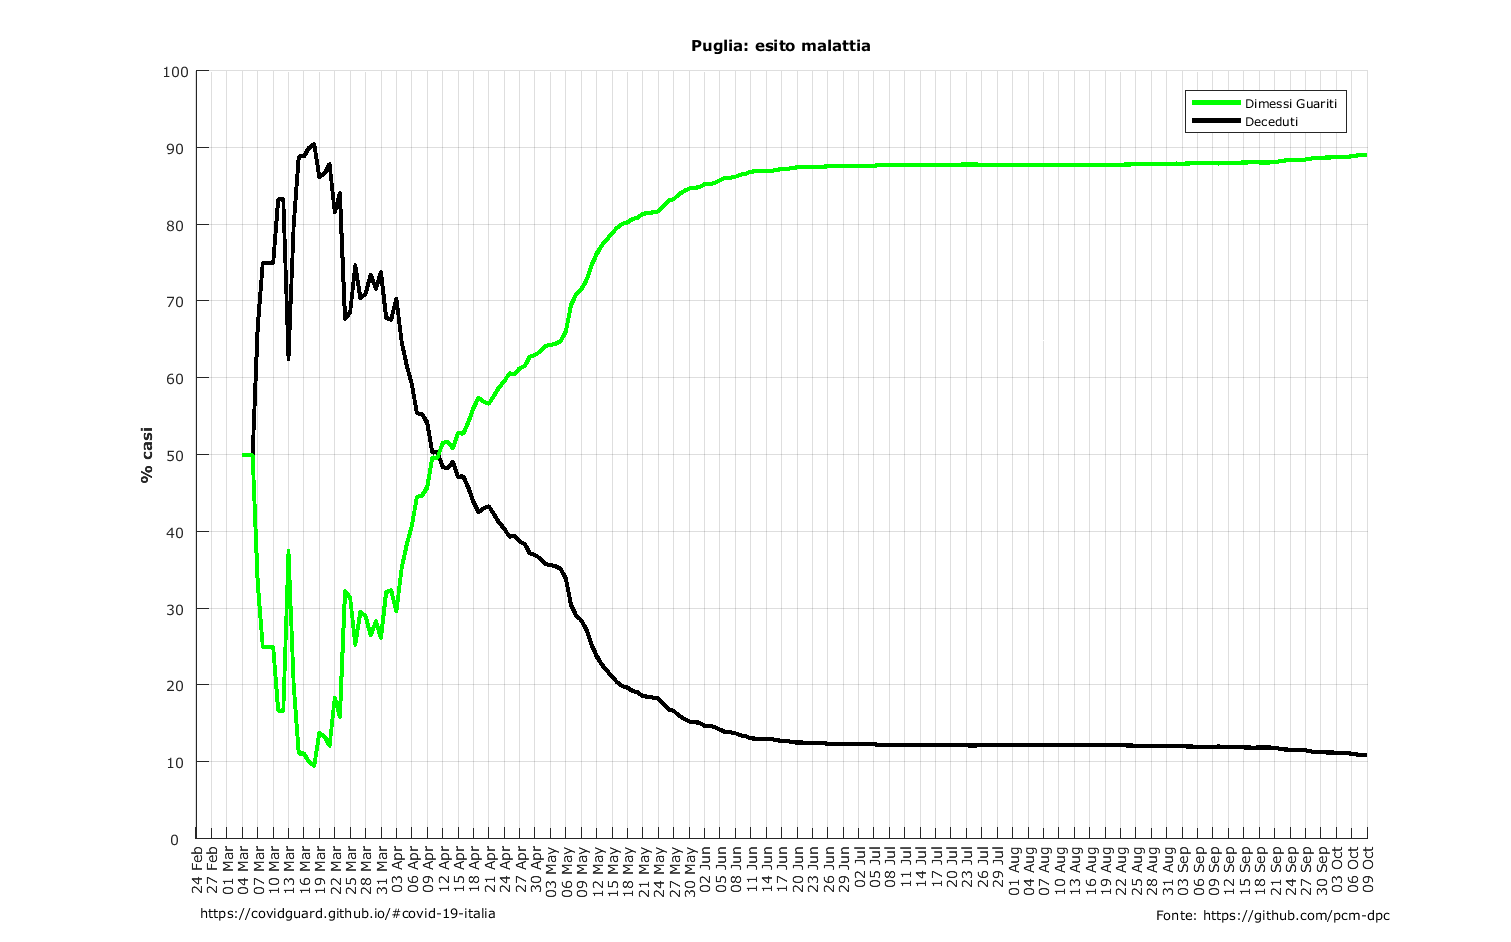 Puglia: esito malattia
Dimessi Guariti
Deceduti
% casi
100
90
80
70
60
50
40
30
20
10
0
24 Feb
27 Feb
01 Mar
04 Mar
07 Mar
10 Mar
13 Mar
16 Mar
19 Mar
22 Mar
25 Mar
28 Mar
31 Mar
03 Apr
06 Apr
09 Apr
12 Apr
15 Apr
18 Apr
21 Apr
24 Apr
27 Apr
30 Apr
03 May
06 May
09 May
12 May
15 May
18 May
21 May
24 May
27 May
30 May
02 Jun
05 Jun
08 Jun
11 Jun
14 Jun
17 Jun
20 Jun
23 Jun
26 Jun
29 Jun
02 Jul
05 Jul
08 Jul
11 Jul
14 Jul
17 Jul
20 Jul
23 Jul
26 Jul
29 Jul
01 Aug
04 Aug
07 Aug
10 Aug
13 Aug
16 Aug
19 Aug
22 Aug
25 Aug
28 Aug
31 Aug
03 Sep
06 Sep
09 Sep
12 Sep
15 Sep
18 Sep
21 Sep
24 Sep
27 Sep
30 Sep
03 Oct
06 Oct
09 Oct
https://covidguard.github.io/#covid-19-italia
Fonte: https://github.com/pcm-dpc